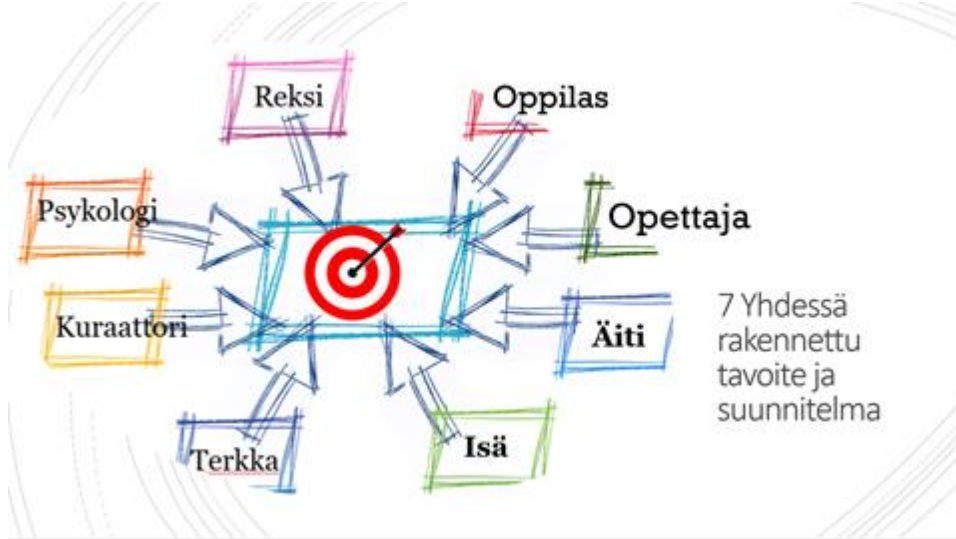 Reksi
Oppilas
Psykologi
Opettaja
Kuraattori
Äiti
Terkka
Isä
7 Yhdessä
rakennettu
tavoite ja
suunnitelma